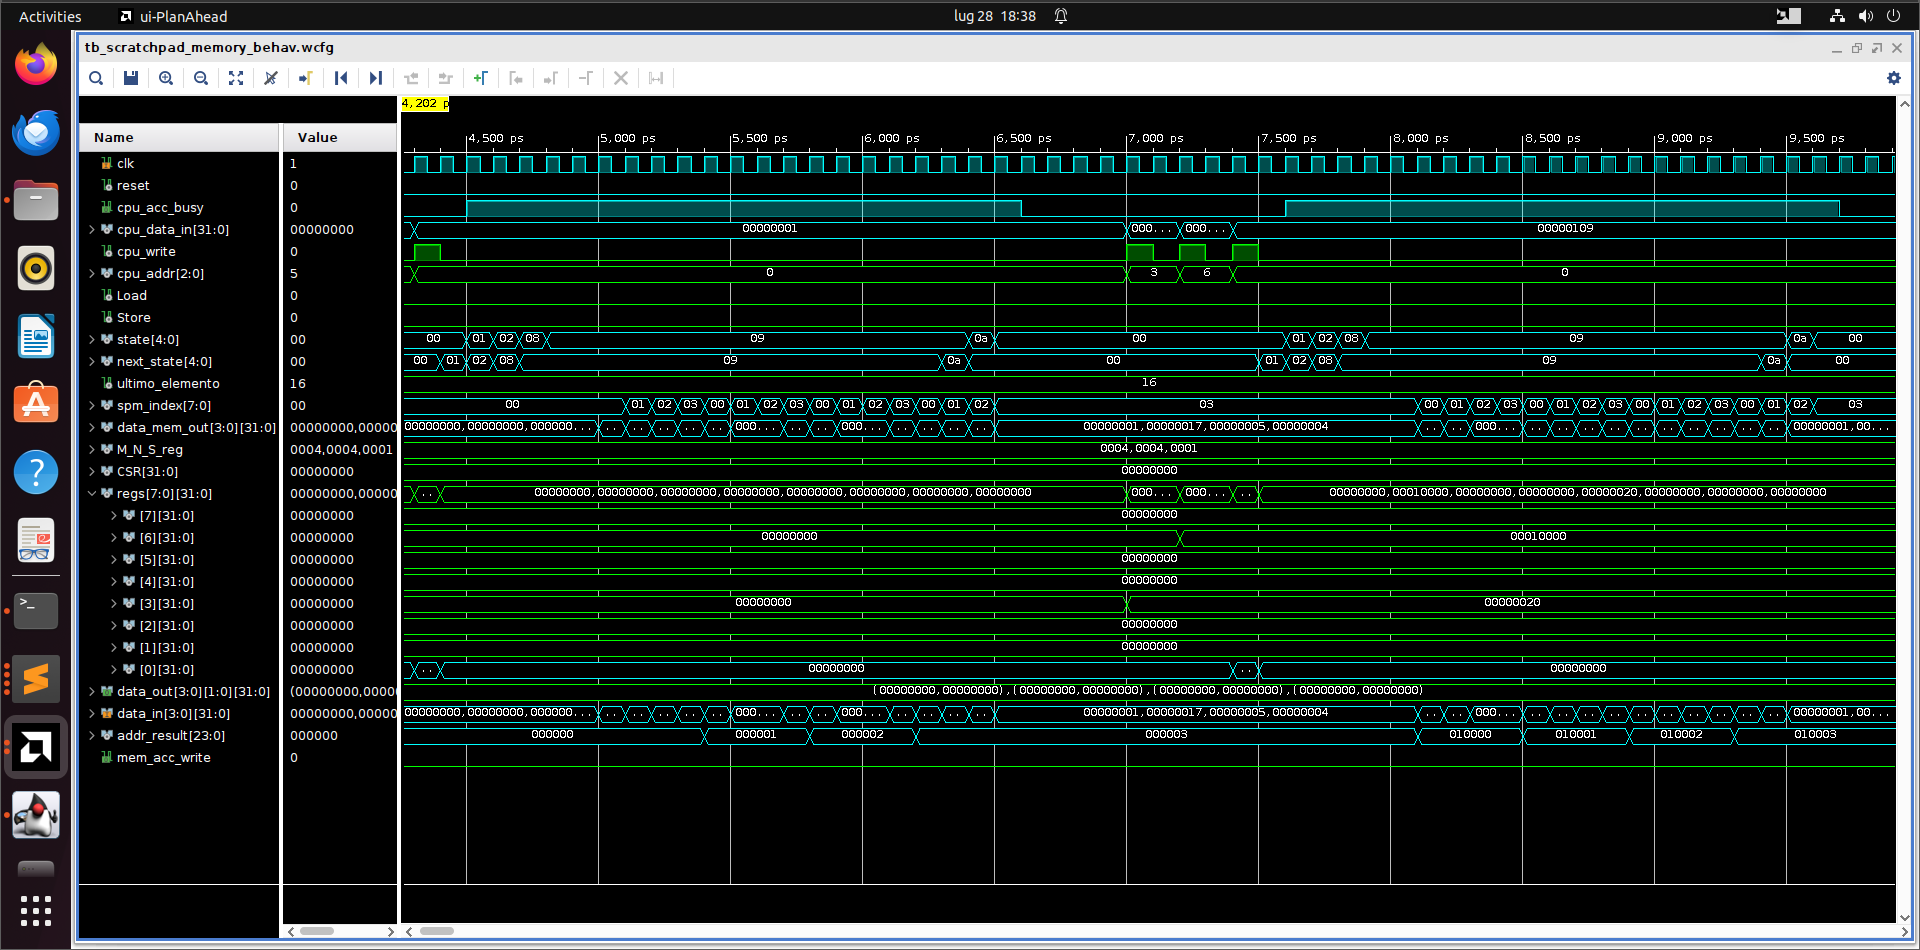 Activities ui-PlanAhead lug 28 18:38
tb_scratchpad_memory_behav.wcfg
4,202 p
Name Value 4,500 ps 5,000 ps 5,500 ps 6,000 ps 6,500 ps 7,000 ps 7,500 ps 8,000 ps 8,500 ps 9,000 ps 9,500 ps
clk 1
reset 0
cpu_acc_busy 0
cpu_data_in[31:0] 00000000 00000001 000... 000... 00000109
cpu_write 0
cpu_addr[2:0] 5 0 3 6 0
Load 0
Store 0
state[4:0] 00 00 01 02 08 09 0a 00 01 02 08 09 0a 00
next_state[4:0] 00 00 01 02 08 09 0a 00 01 02 08 09 0a 00
ultimo_elemento 16 16
spm_index[7:0] 00 00 01 02 03 00 01 02 03 00 01 02 03 00 01 02 03 00 01 02 03 00 01 02 03 00 01 02 03 00 01 02 03
data_mem_out[3:0][31:0] 00000000,00000 00000000,00000000,000000... .. .. .. .. .. 000... .. .. 000... .. .. .. .. 00000001,00000017,00000005,00000004 .. .. 000... .. .. .. .. .. .. .. .. .. .. 00000001,00...
M_N_S_reg 0004,0004,0001 0004,0004,0001
CSR[31:0] 00000000 00000000
regs[7:0][31:0] 00000000,00000 .. 00000000,00000000,00000000,00000000,00000000,00000000,00000000,00000000 000... 000... .. 00000000,00010000,00000000,00000000,00000020,00000000,00000000,00000000
[7][31:0] 00000000 00000000
[6][31:0] 00000000 00000000 00010000
[5][31:0] 00000000 00000000
[4][31:0] 00000000 00000000
[3][31:0] 00000000 00000000 00000020
[2][31:0] 00000000 00000000
[1][31:0] 00000000 00000000
[0][31:0] 00000000 .. 00000000 .. 00000000
data_out[3:0][1:0][31:0] (00000000,0000 (00000000,00000000),(00000000,00000000),(00000000,00000000),(00000000,00000000)
data_in[3:0][31:0] 00000000,00000 00000000,00000000,000000... .. .. .. .. .. 000... .. .. 000... .. .. .. .. 00000001,00000017,00000005,00000004 .. .. 000... .. .. .. .. .. .. .. .. .. .. 00000001,00...
addr_result[23:0] 000000 000000 000001 000002 000003 010000 010001 010002 010003
mem_acc_write 0